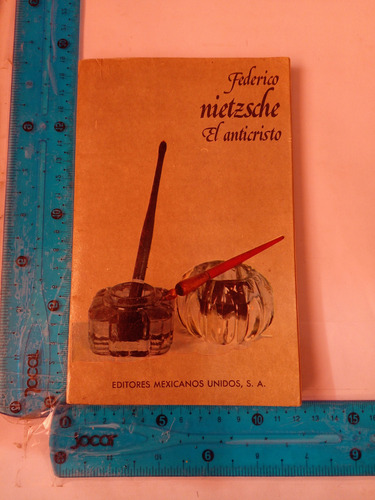 Federico
nietzsche
El anticristo
EDITORES MEXICANOS UNIDOS, S. A.
jocar
jocar